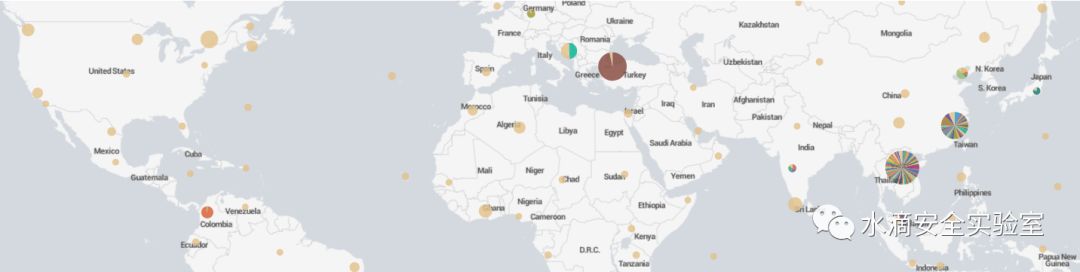 Germany
Poland
Ukraine
Kazakhstan
Mongolia
France
Romania
Italy
Uzbekistan
N. Korea
Japan
United States
Spain
Greece
Turkey
S. Korea
China
Tunisia
Israel
Iraq
Iran
Afghanistan
Morocco
Pakistan
Algeria
Libya
Egypt
Nepal
Saudi Arabia
India
Taiwan
Mexico
Cuba
Mali
Niger
Chad
Sudan
Yemen
Guatemala
Philippines
Nigeria
Ethiopia
Ghana
Venezuela
Cameroon
Colombia
水滴安全实验室
Ecuador
Kenya
D.R.C.
Tanzania
Papua New
Guinea
Indonesia